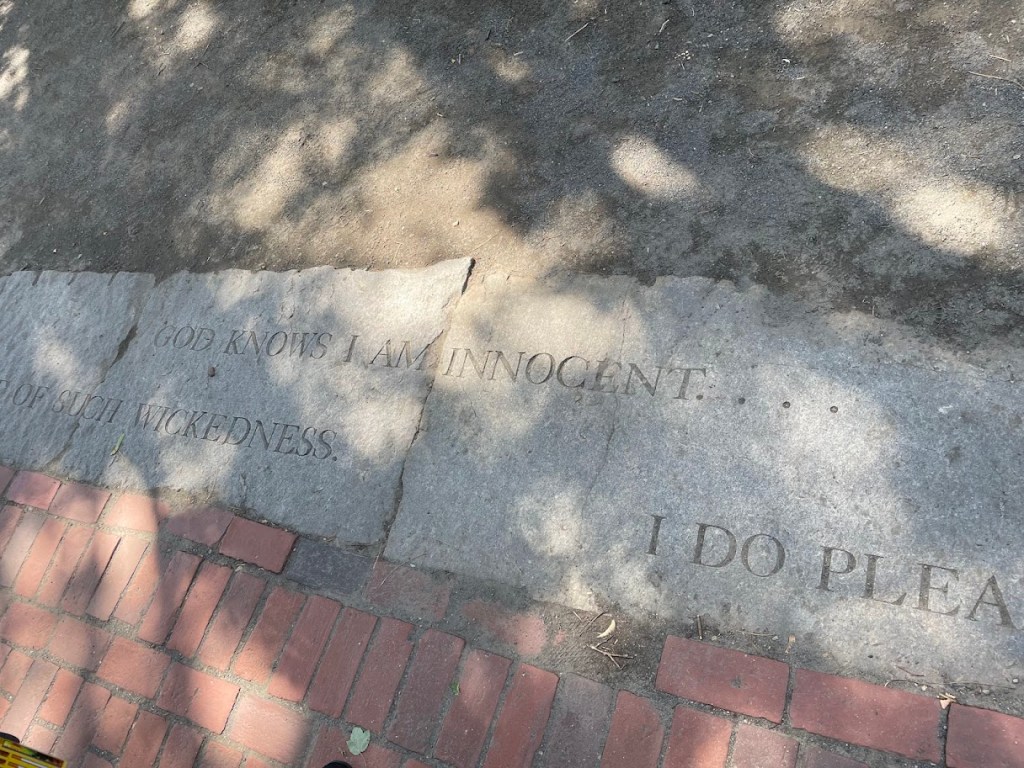 GOD KNOWS I AM INNOCENT. . . . .
OF SUCH WICKEDNESS.
I DO PLEA